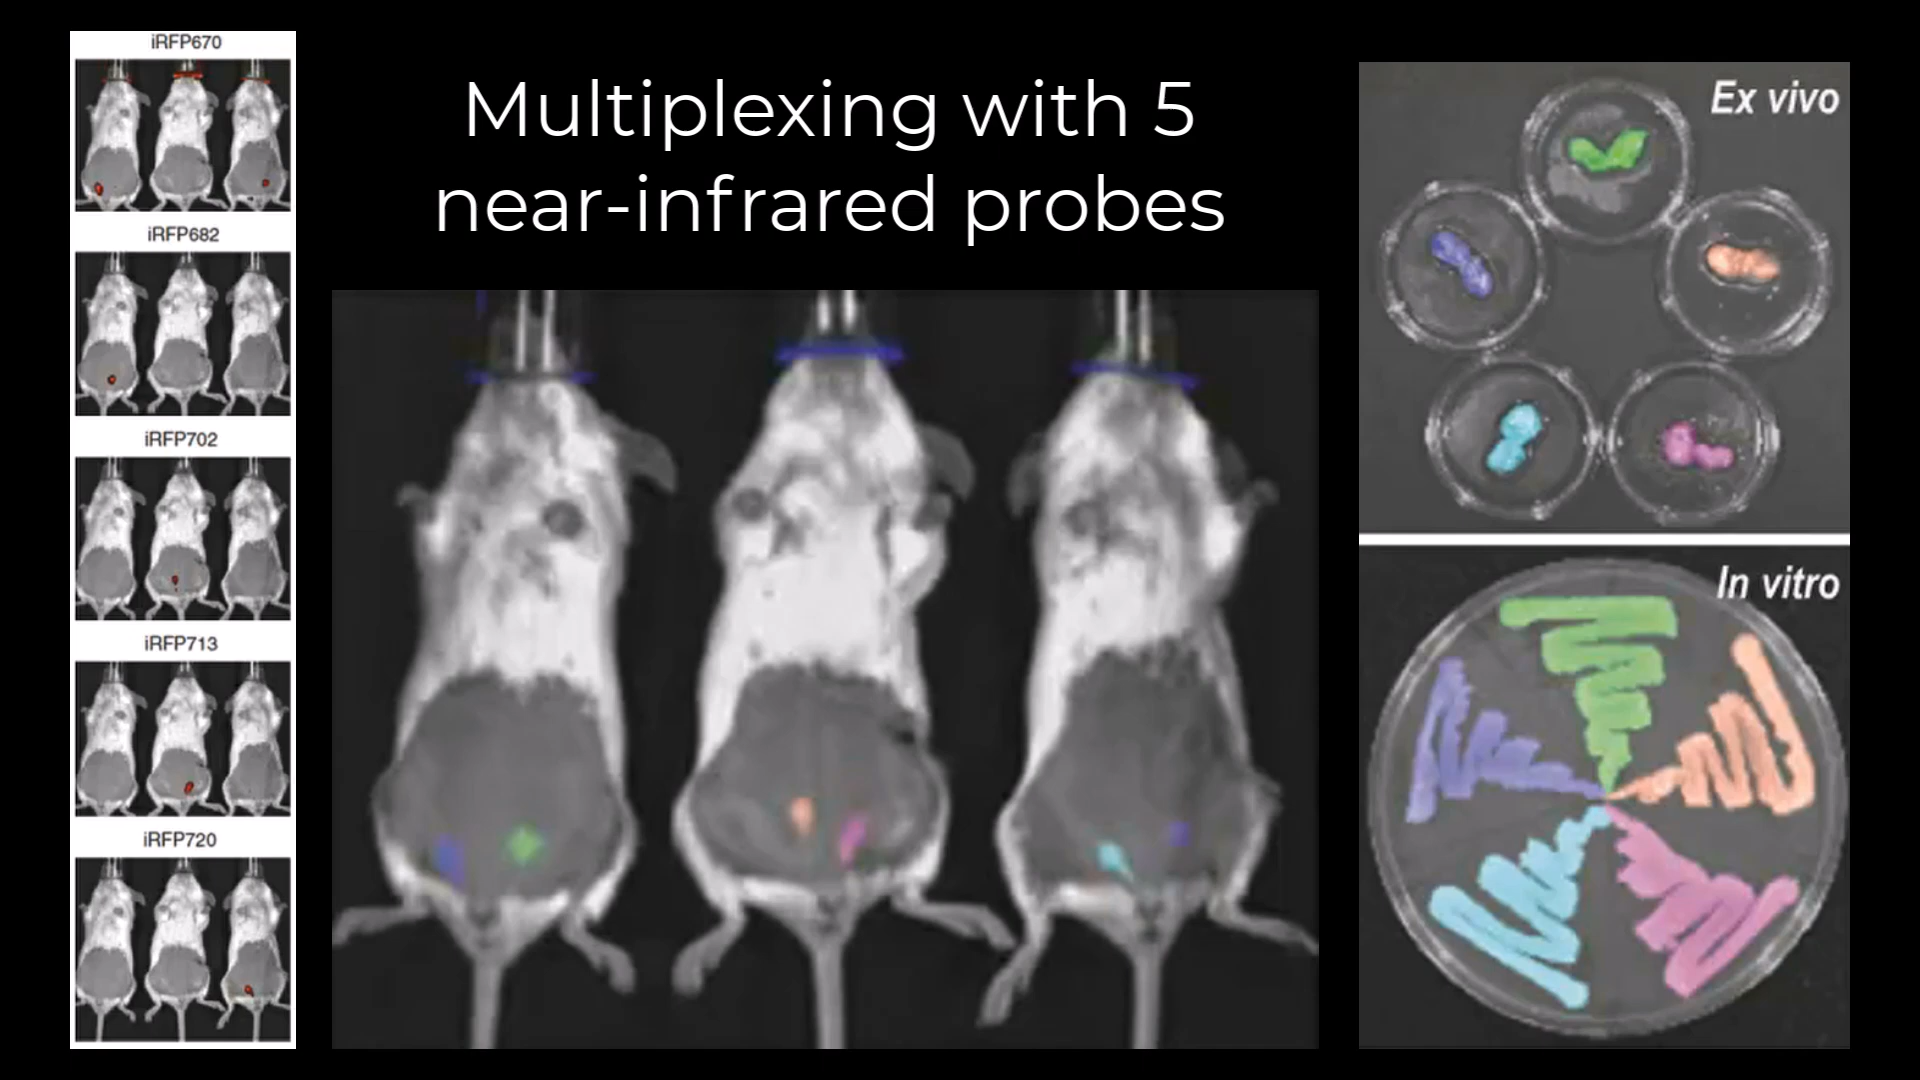 iRFP670
iRFP682
iRFP702
iRFP713
iRFP720
Multiplexing with 5
near-infrared probes
Ex vivo
In vitro